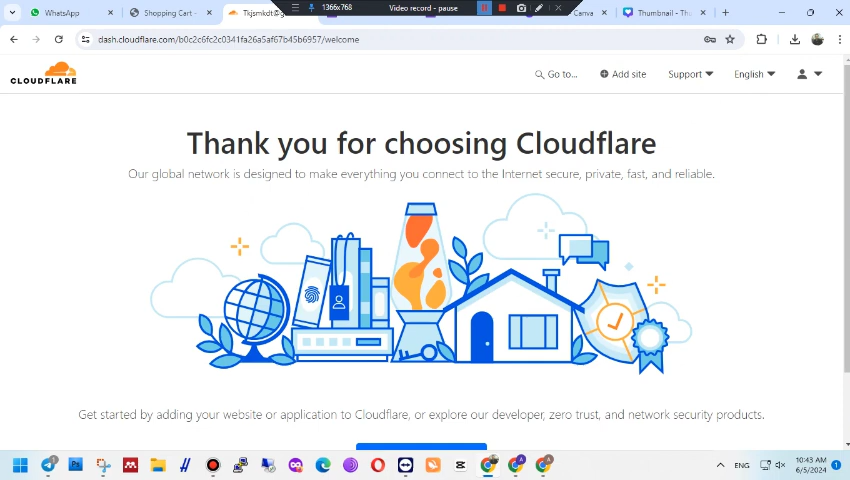 WhatsApp
Shopping Cart -
Tkjsmkdt@g
1366x768
Video record - pause
Canva
Thumbnail - Thu
dash.cloudflare.com/b0c2c6fc2c0341fa26a5af67b45b6957/welcome
CLOUDFLARE
Go to...
Add site
Support
English
Thank you for choosing Cloudflare
Our global network is designed to make everything you connect to the Internet secure, private, fast, and reliable.
Get started by adding your website or application to Cloudflare, or explore our developer, zero trust, and network security products.
ENG
10:43 AM
6/5/2024